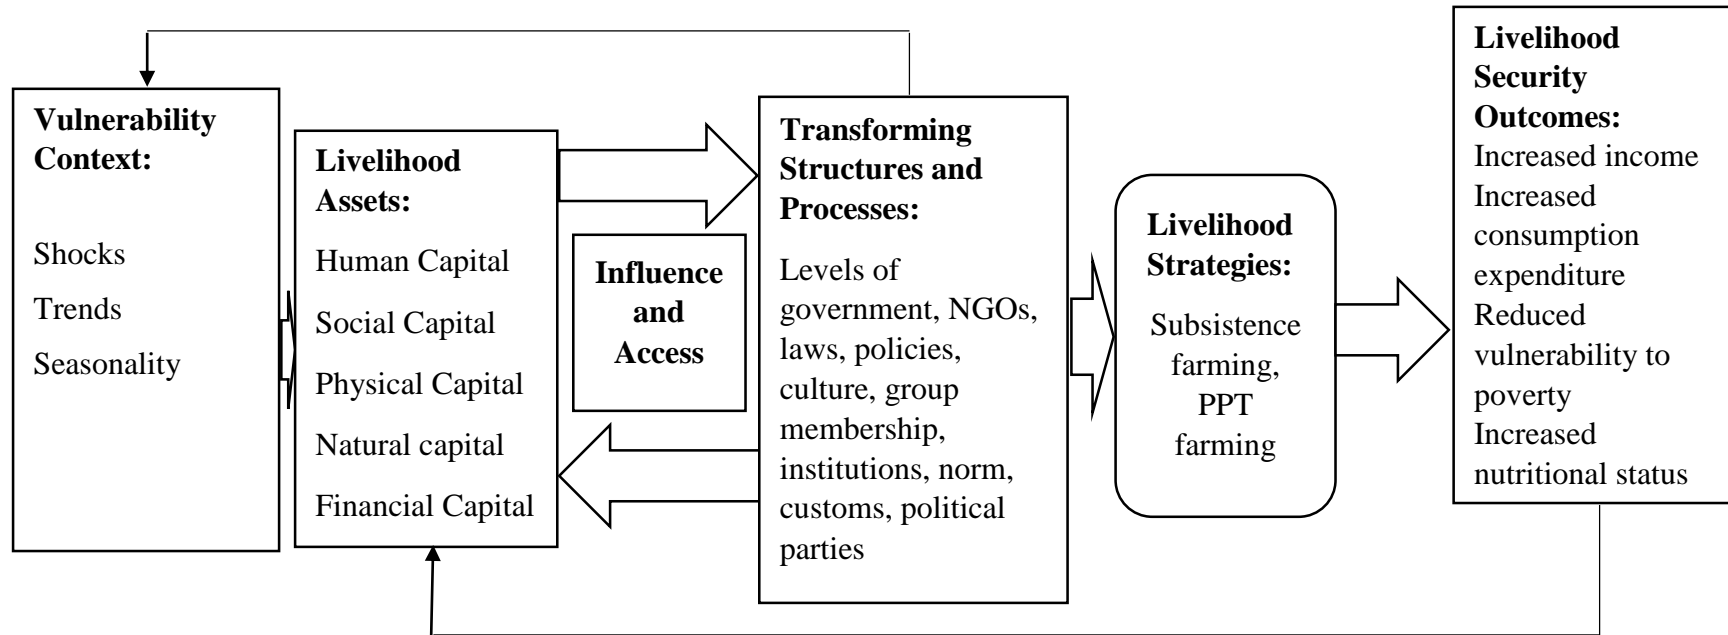 Vulnerability
Context:
Shocks
Trends
Seasonality
Livelihood
Assets:
Human Capital
Social Capital
Physical Capital
Natural capital
Financial Capital
Influence
and
Access
Transforming
Structures and
Processes:
Levels of
government, NGOs,
laws, policies,
culture, group
membership,
institutions, norm,
customs, political
parties
Livelihood
Strategies:
Subsistence
farming,
PPT
farming
Livelihood
Security
Outcomes:
Increased income
Increased
consumption
expenditure
Reduced
vulnerability to
poverty
Increased
nutritional status